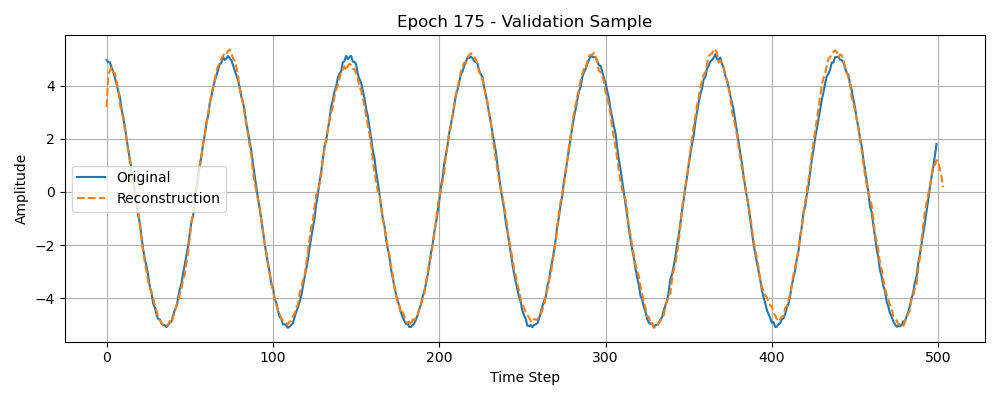 Epoch 175 - Validation Sample
Amplitude
4
2
0
−2
−4
Original
Reconstruction
0 100 200 300 400 500
Time Step